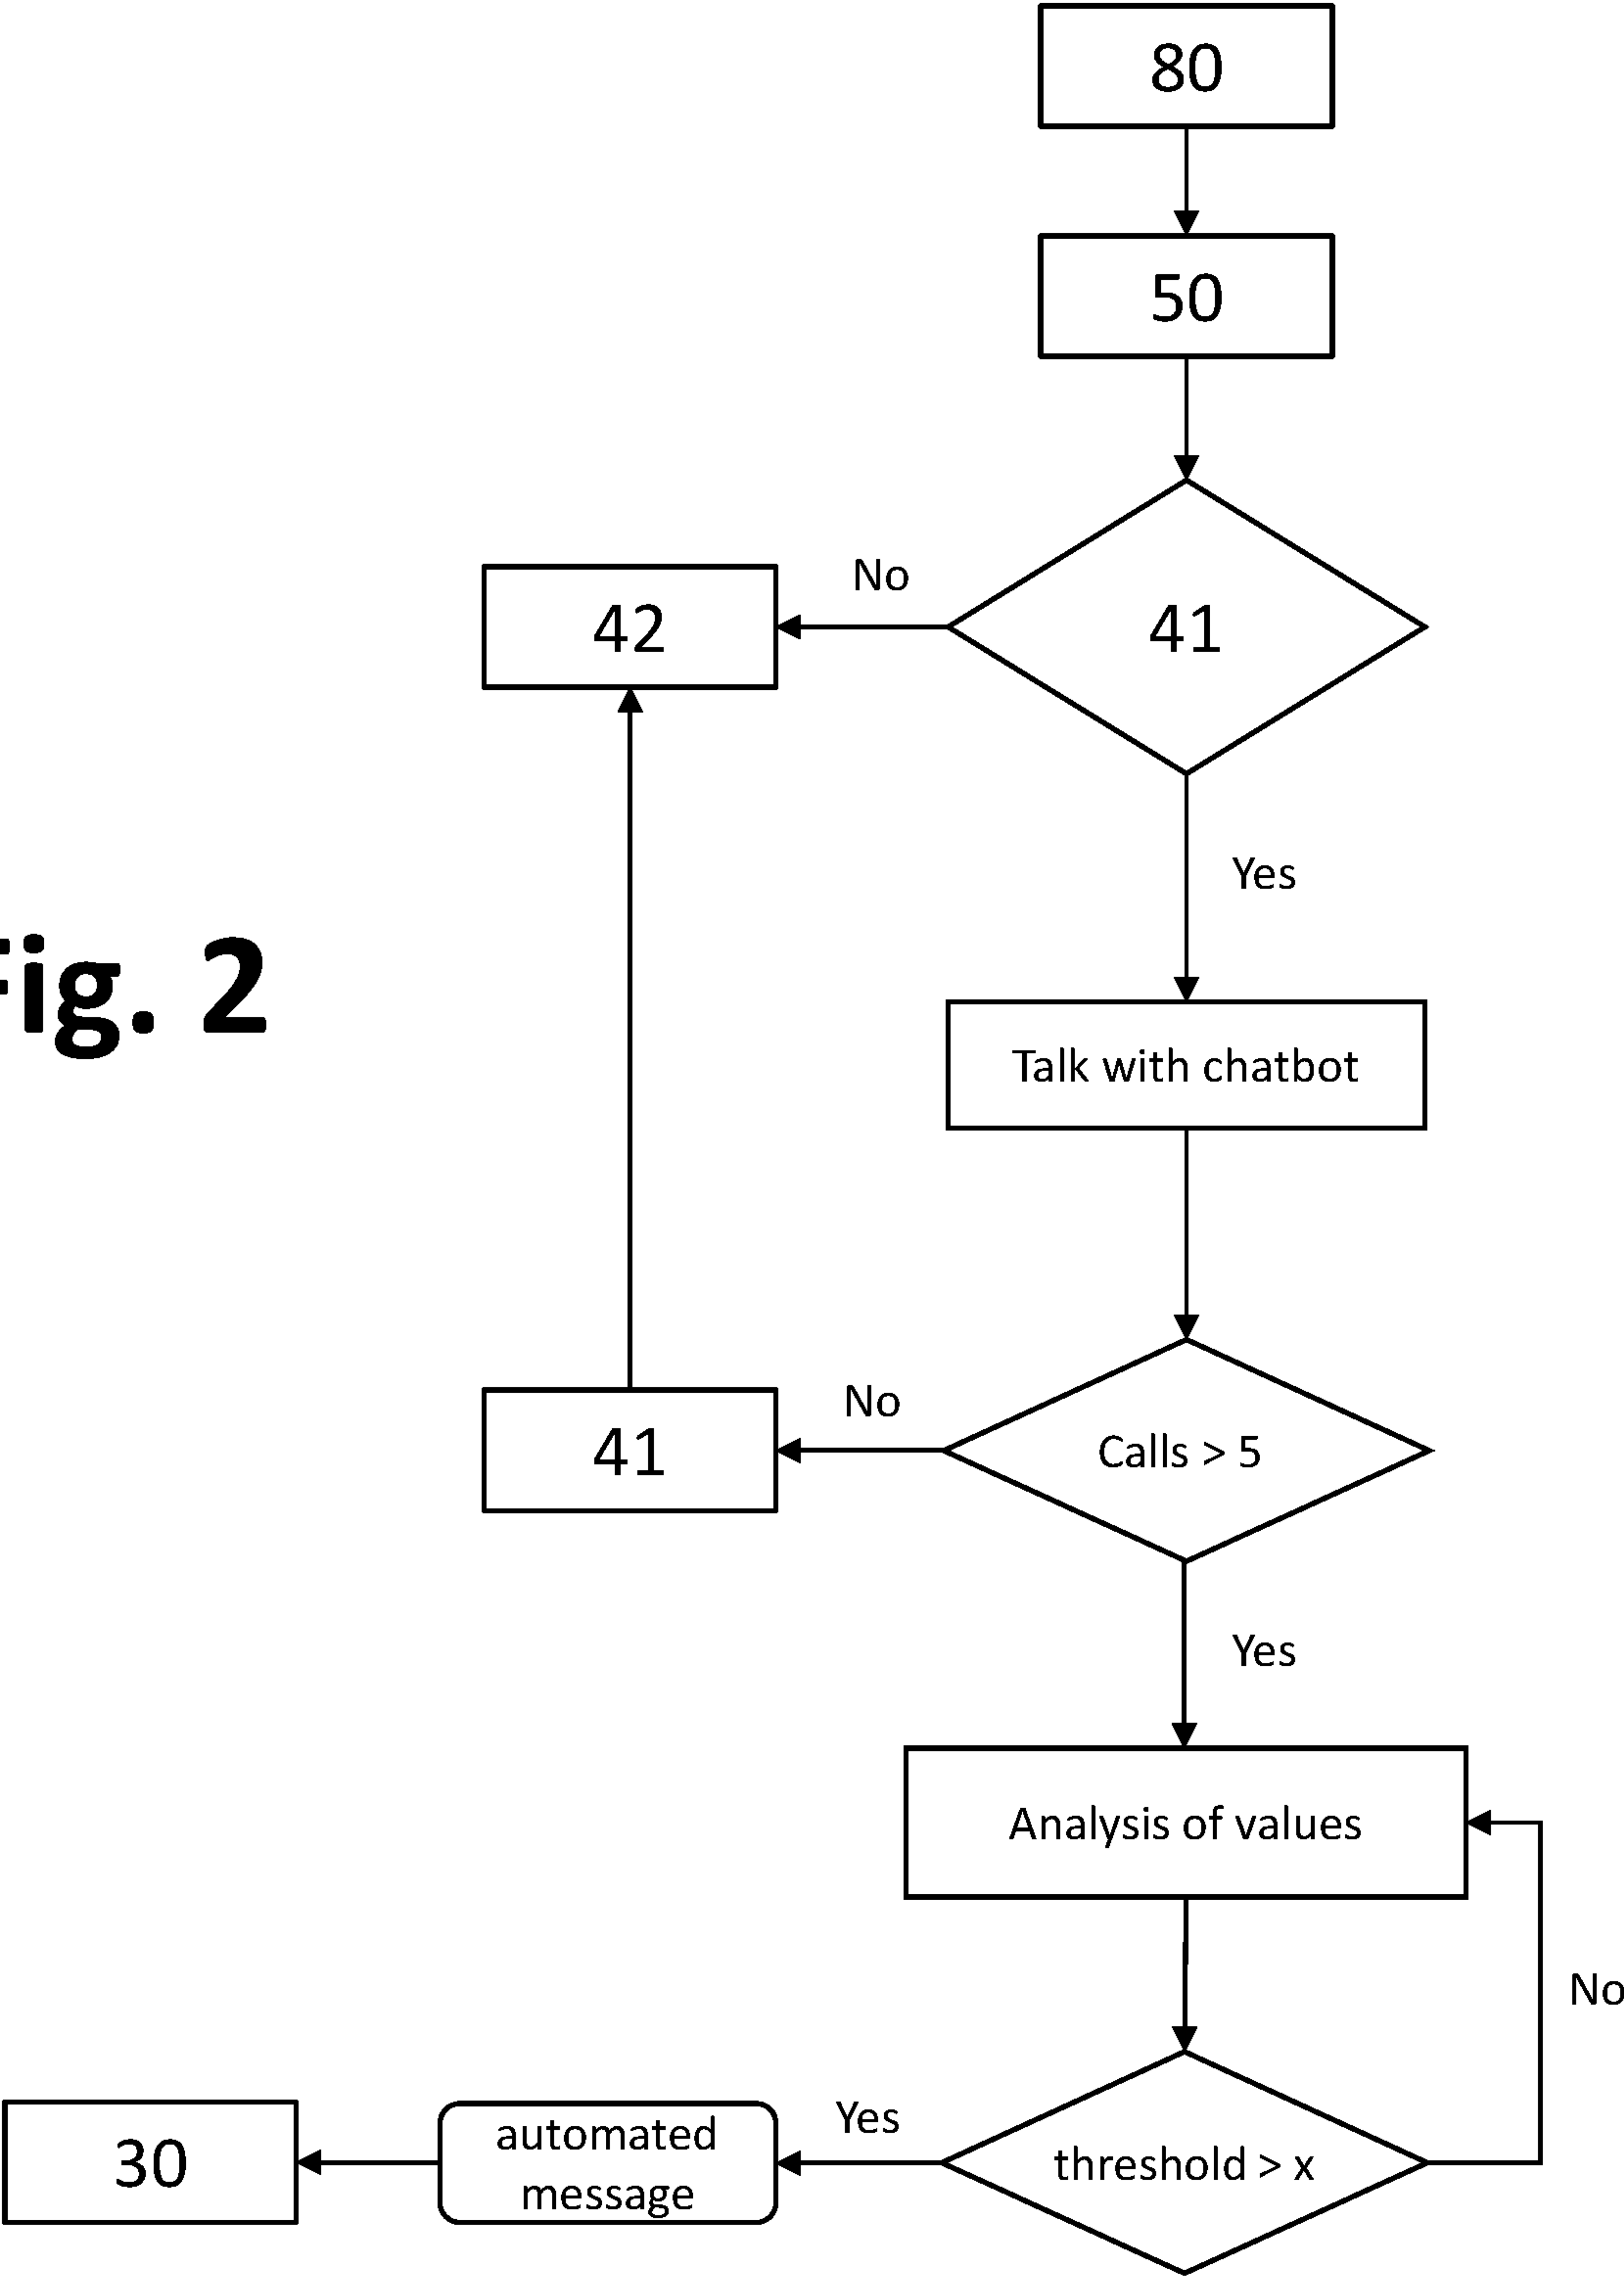 80
50
No
42
41
Yes
Fig. 2
Talk with chatbot
No
41
Calls > 5
Yes
Analysis of values
No
Yes
automated
message
30
threshold > x